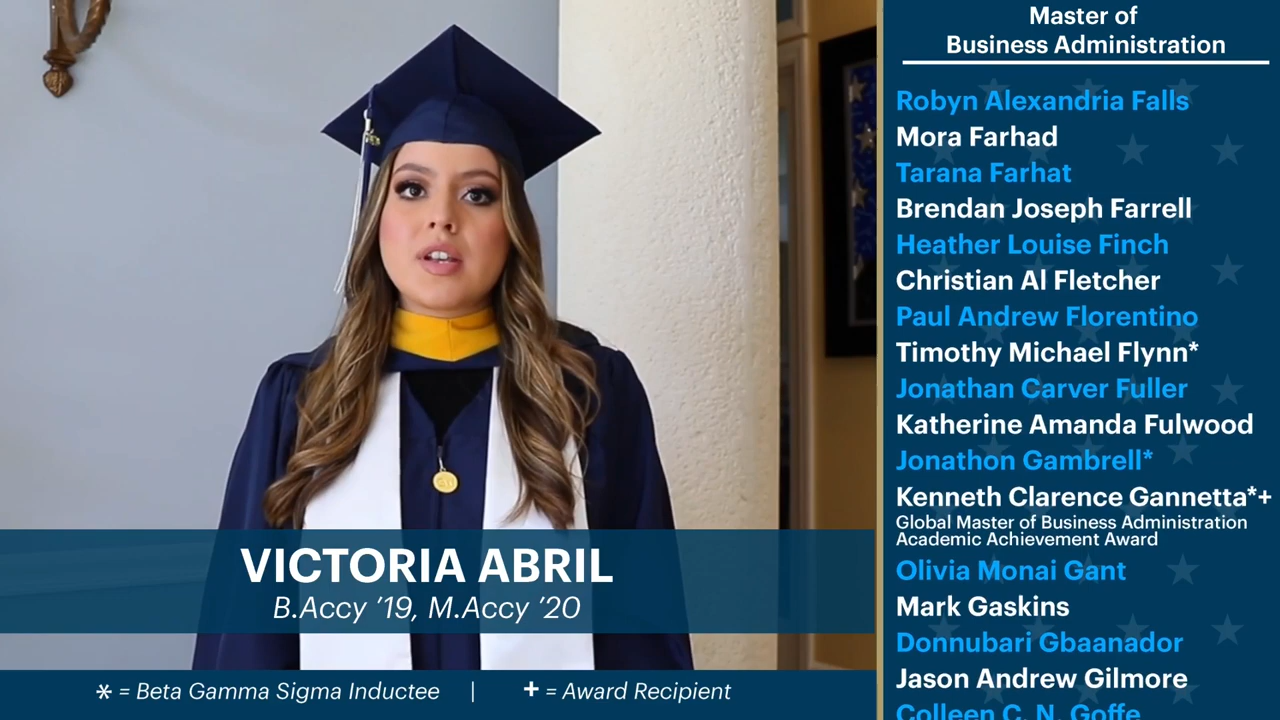 Master of
Business Administration
Robyn Alexandria Falls
Mora Farhad
Tarana Farhat
Brendan Joseph Farrell
Heather Louise Finch
Christian Al Fletcher
Paul Andrew Florentino
Timothy Michael Flynn*
Jonathan Carver Fuller
Katherine Amanda Fulwood
Jonathon Gambrell*
Kenneth Clarence Gannetta*+
Global Master of Business Administration
Academic Achievement Award
Olivia Monai Gant
Mark Gaskins
Donnubari Gbaanador
Jason Andrew Gilmore
Colleen C. N. Goffe
VICTORIA ABRIL
B.Accy ’19, M.Accy ’20
* = Beta Gamma Sigma Inductee | + = Award Recipient